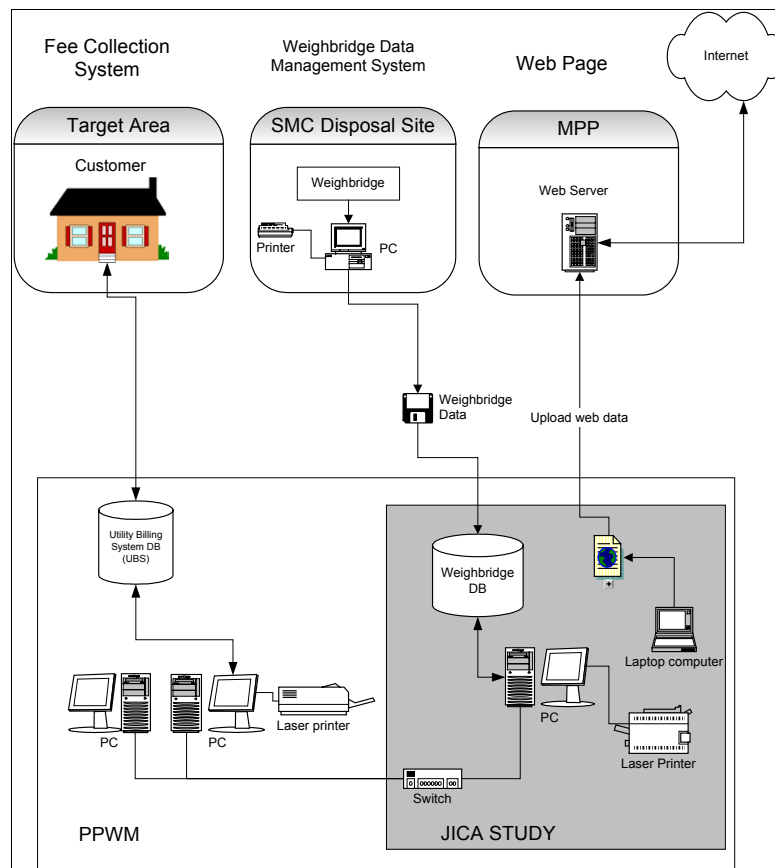 Fee Collection
System
Weighbridge Data
Management System
Web Page
Internet
Target Area
SMC Disposal Site
MPP
Customer
Weighbridge
Printer
PC
Web Server
Weighbridge
Data
Upload web data
Utility Billing
System DB
(UBS)
Weighbridge
DB
Laptop computer
PC
PC
Laser printer
PC
Laser Printer
Switch
PPWM
JICA STUDY